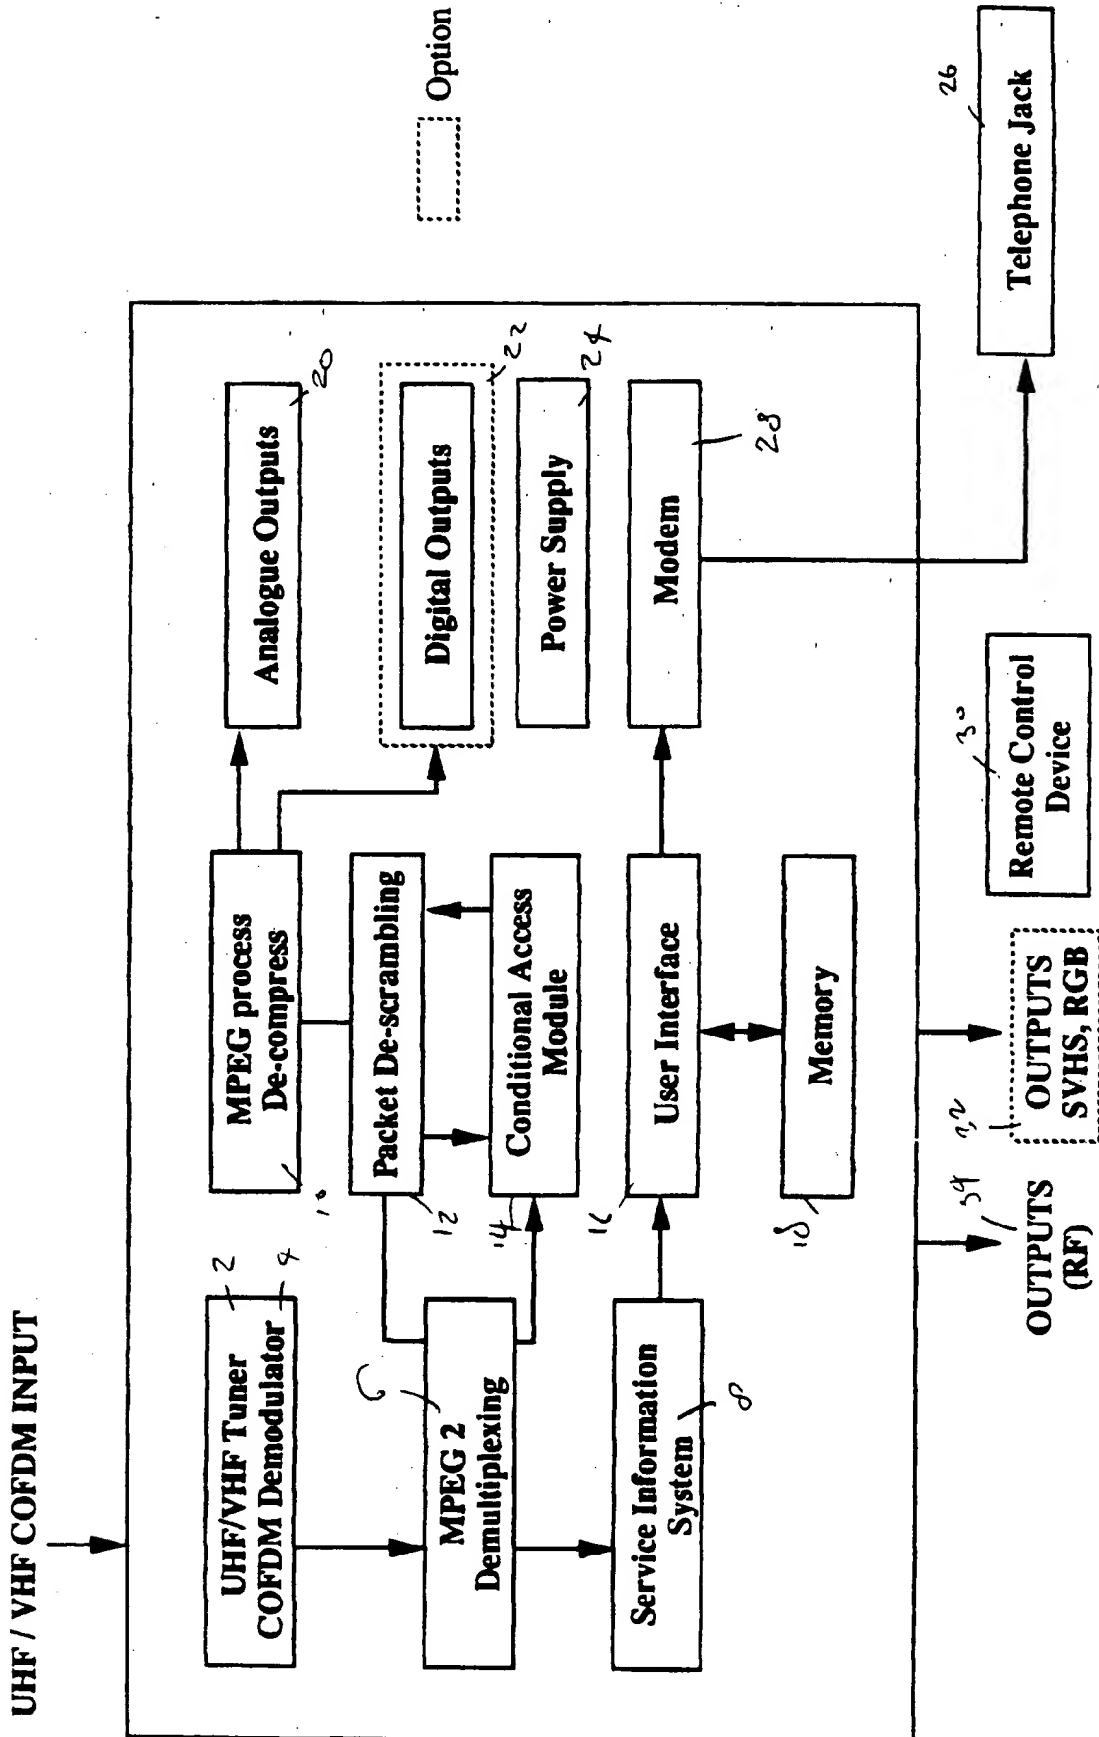 UHF / VHF COFDM INPUT
UHF/VHF Tuner
COFDM Demodulator
2
4
MPEG 2
Demultiplexing
6
Service Information
System
8
MPEG process
De-compress
10
Packet De-scrambling
12
Conditional Access
Module
14
User Interface
16
Memory
18
Analogue Outputs
20
Digital Outputs
22
Power Supply
24
Modem
28
Option
OUTPUTS
(RF)
34
OUTPUTS
SVHS, RGB
32
Remote Control
Device
30
Telephone Jack
26